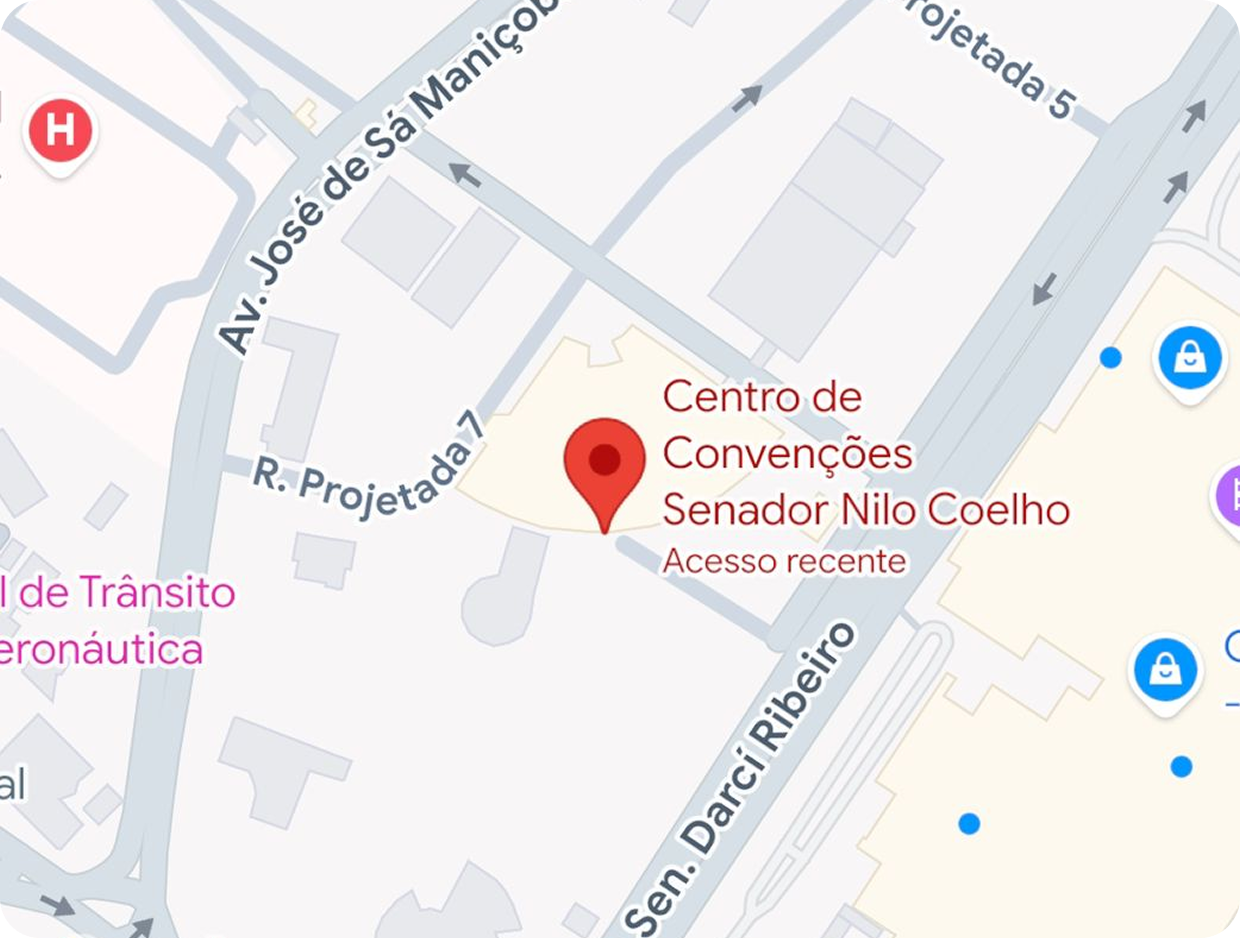 rojetada 5
Av. José de Sá Maniçob
H
Centro de
Convenções
Senador Nilo Coelho
Acesso recente
R. Projetada 7
l de Trânsito
eronáutica
Sen. Darcí Ribeiro
al